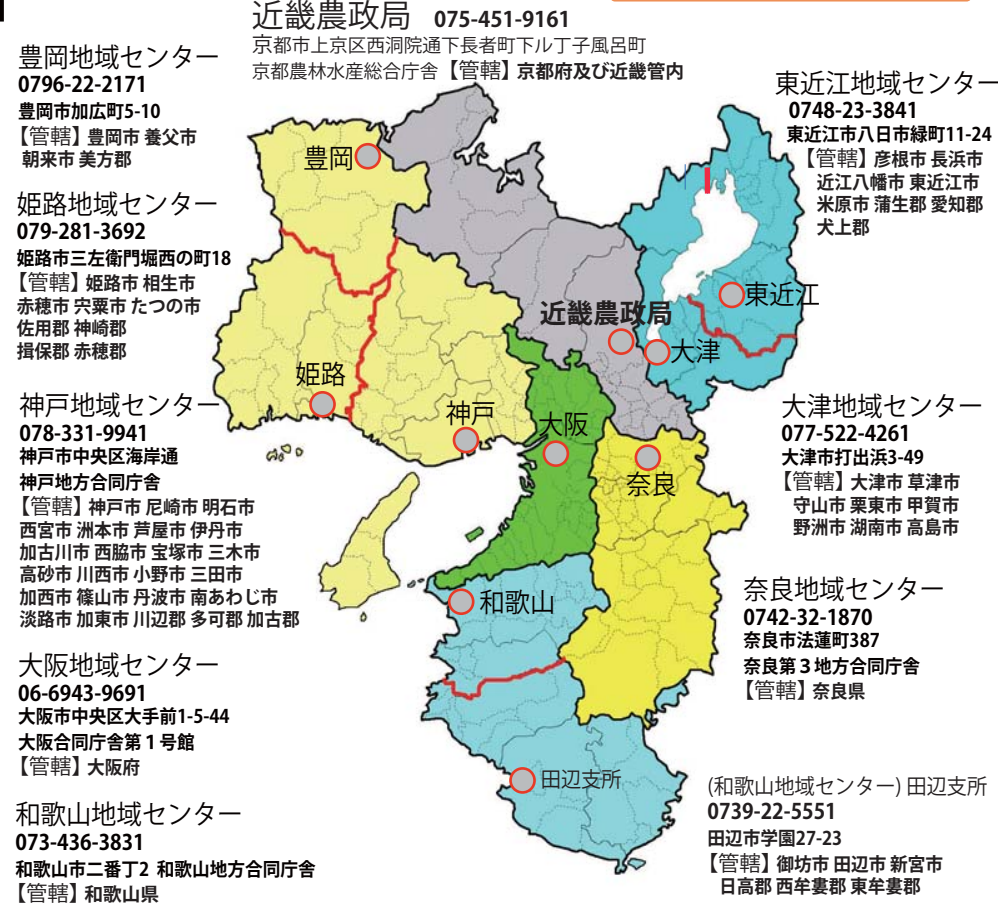 近畿農政局 075-451-9161
京都市上京区西洞院通下長者町下ル丁子風呂町
京都農林水産総合庁舎 【管轄】 京都府及び近畿管内
豊岡地域センター
0796-22-2171
豊岡市加広町5-10
【管轄】 豊岡市 養父市
朝来市 美方郡
姫路地域センター
079-281-3692
姫路市三左衛門堀西の町18
【管轄】 姫路市 相生市
赤穂市 宍粟市 たつの市
佐用郡 神崎郡
揖保郡 赤穂郡
神戸地域センター
078-331-9941
神戸市中央区海岸通
神戸地方合同庁舎
【管轄】 神戸市 尼崎市 明石市
西宮市 洲本市 芦屋市 伊丹市
加古川市 西脇市 宝塚市 三木市
高砂市 川西市 小野市 三田市
加西市 篠山市 丹波市 南あわじ市
淡路市 加東市 川辺郡 多可郡 加古郡
大阪地域センター
06-6943-9691
大阪市中央区大手前1-5-44
大阪合同庁舎第1号館
【管轄】 大阪府
和歌山地域センター
073-436-3831
和歌山市二番丁2 和歌山地方合同庁舎
【管轄】 和歌山県
豊岡
姫路
神戸
近畿農政局
大津
東近江
大阪
奈良
和歌山
田辺支所
東近江地域センター
0748-23-3841
東近江市八日市緑町11-24
【管轄】 彦根市 長浜市
近江八幡市 東近江市
米原市 蒲生郡 愛知郡
犬上郡
大津地域センター
077-522-4261
大津市打出浜3-49
【管轄】 大津市 草津市
守山市 栗東市 甲賀市
野洲市 湖南市 高島市
奈良地域センター
0742-32-1870
奈良市法蓮町387
奈良第3地方合同庁舎
【管轄】 奈良県
(和歌山地域センター) 田辺支所
0739-22-5551
田辺市学園27-23
【管轄】 御坊市 田辺市 新宮市
日高郡 西牟婁郡 東牟婁郡